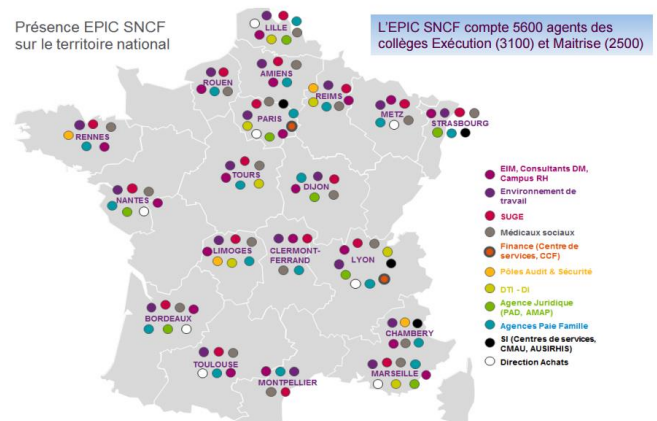 Présence EPIC SNCF
sur le territoire national
L'EPIC SNCF compte 5600 agents des
collèges Exécution (3100) et Maitrise (2500)
LILLE
AMIENS
ROUEN
REIMS
METZ
PARIS
STRASBOURG
RENNES
TOURS
DIJON
NANTES
LIMOGES
CLERMONT-
FERRAND
LYON
BORDEAUX
CHAMBERY
TOULOUSE
MONTPELLIER
MARSEILLE
EIM, Consultants DM,
Campus RH
Environnement de
travail
SUGE
Médicaux sociaux
Finance (Centre de
services, CCF)
Pôles Audit & Sécurité
DTI - DI
Agence Juridique
(PAD, AMAP)
Agences Paie Famille
SI (Centres de services,
CMAU, AUSIRHIS)
Direction Achats